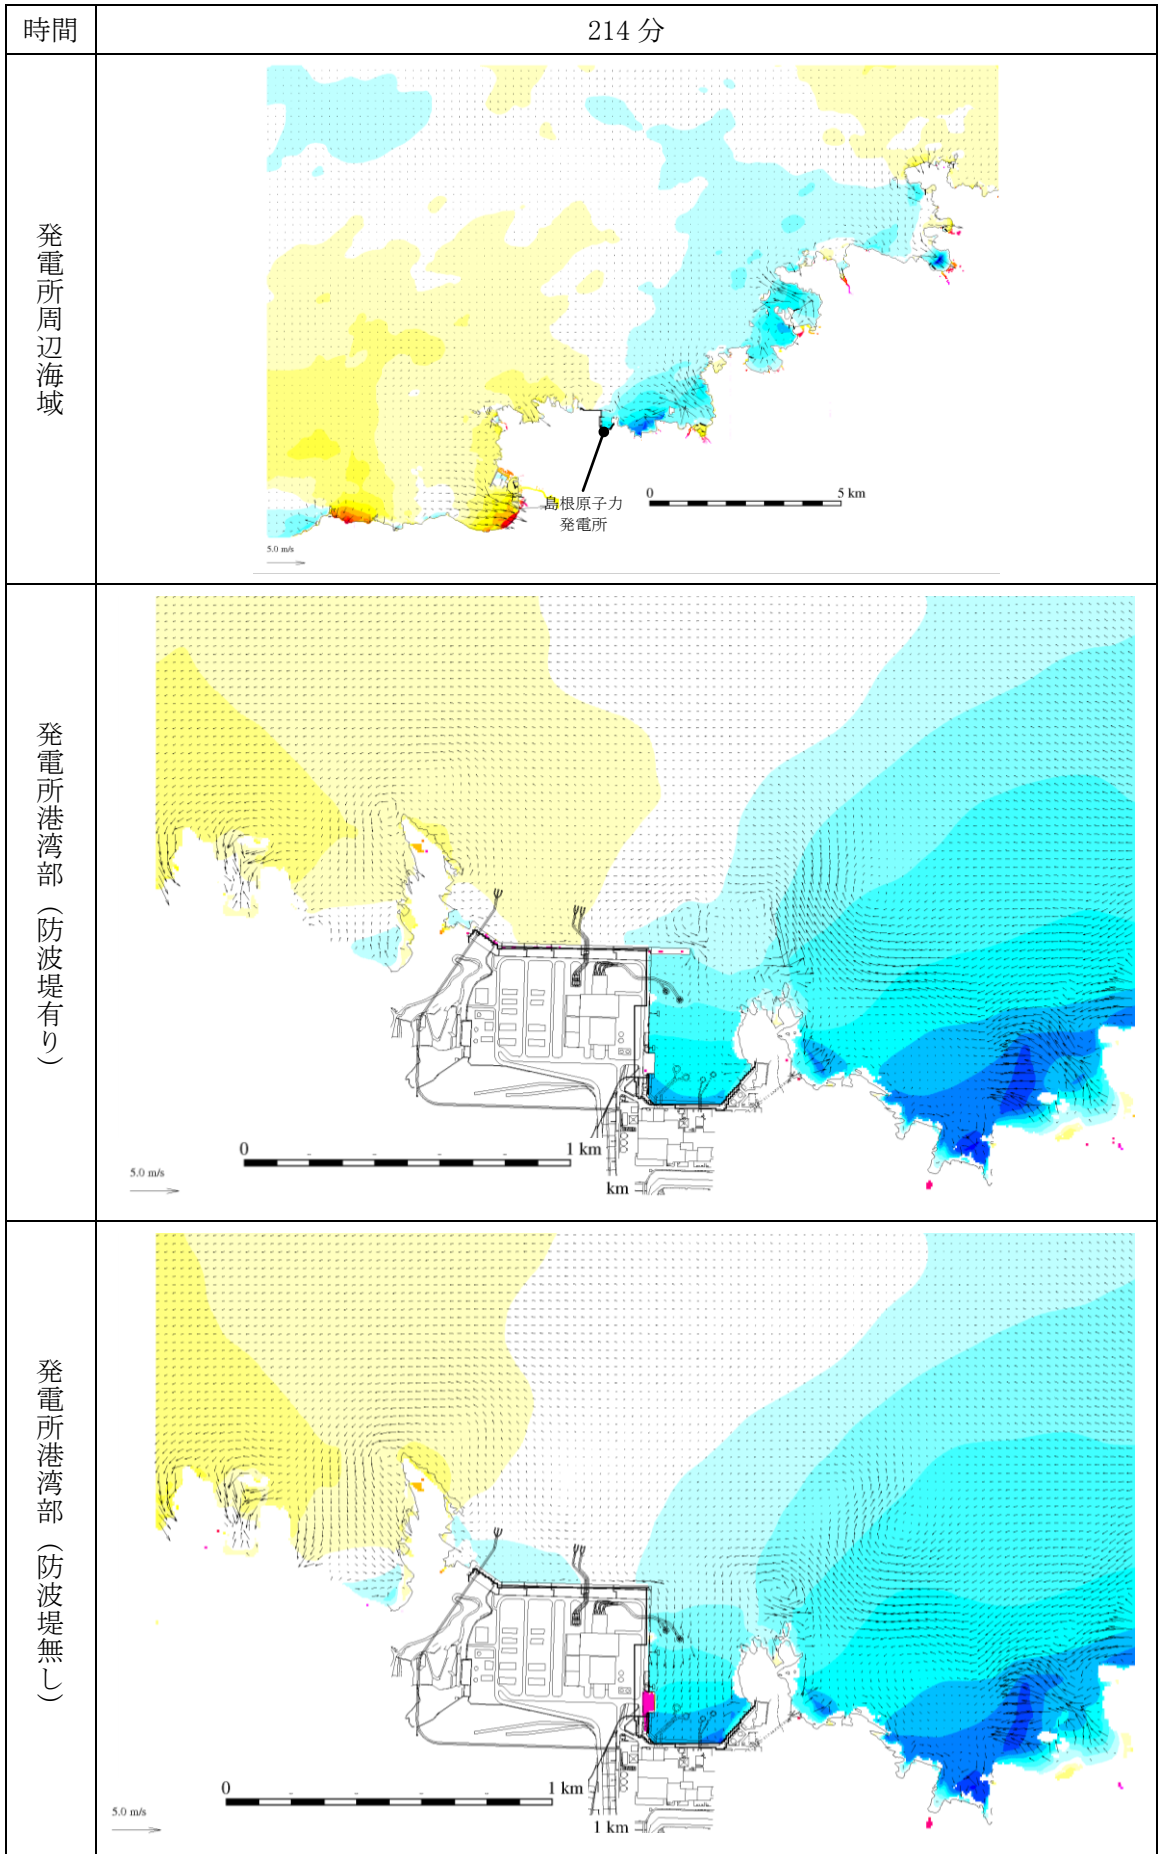 時間
214 分
発電所周辺海域
島根原子力
発電所
0
5 km
5.0 m/s
発電所港湾部（防波堤有り）
0
1 km
5.0 m/s
km
発電所港湾部（防波堤無し）
0
1 km
5.0 m/s
1 km